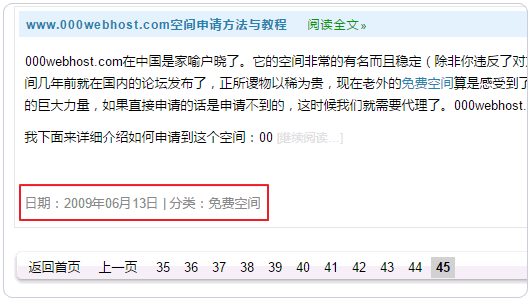 www.000webhost.com空间申请方法与教程 阅读全文»
000webhost.com在中国是家喻户晓了。它的空间非常的有名而且稳定（除非你违反了对
间几年前就在国内的论坛发布了，正所谓物以稀为贵，现在老外的免费空间算是感受到了
的巨大力量，如果直接申请的话是申请不到的，这时候我们就需要代理了。000webhost.
我下面来详细介绍如何申请到这个空间：00 [继续阅读...]
日期：2009年06月13日 | 分类：免费空间
返回首页 上一页 35 36 37 38 39 40 41 42 43 44 45